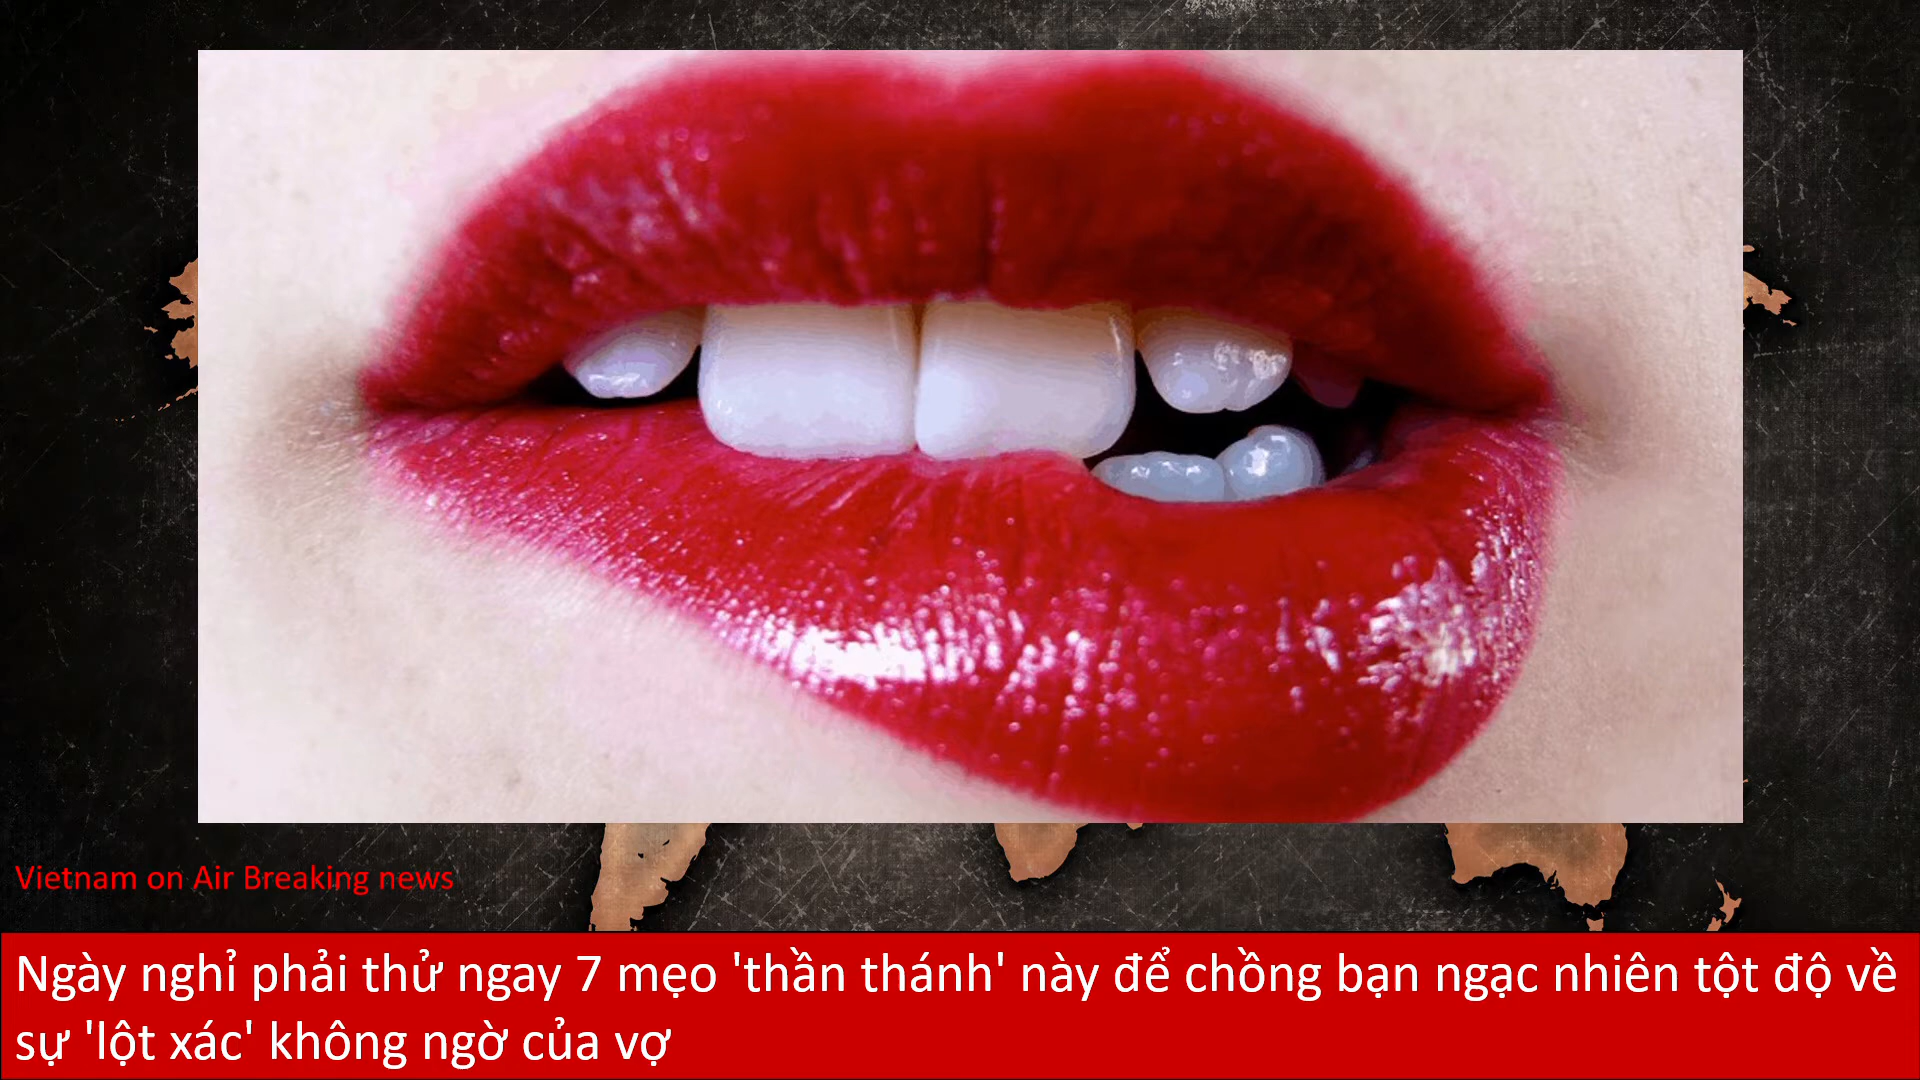 Vietnam on Air Breaking news
Ngày nghỉ phải thử ngay 7 mẹo 'thần thánh' này để chồng bạn ngạc nhiên tột độ về
sự 'lột xác' không ngờ của vợ